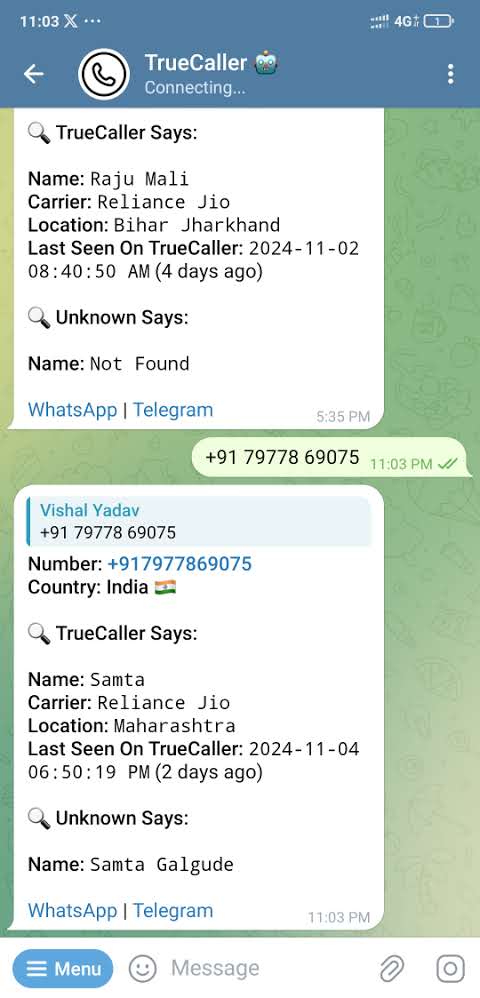 11:03 X ... 4G 1
TrueCaller
Connecting...
TrueCaller Says:
Name: Raju Mali
Carrier: Reliance Jio
Location: Bihar Jharkhand
Last Seen On TrueCaller: 2024-11-02
08:40:50 AM (4 days ago)
Unknown Says:
Name: Not Found
WhatsApp | Telegram
5:35 PM
+91 79778 69075 11:03 PM
Vishal Yadav
+91 79778 69075
Number: +917977869075
Country: India 🇮🇳
TrueCaller Says:
Name: Samta
Carrier: Reliance Jio
Location: Maharashtra
Last Seen On TrueCaller: 2024-11-04
06:50:19 PM (2 days ago)
Unknown Says:
Name: Samta Galgude
WhatsApp | Telegram
11:03 PM
Menu Message